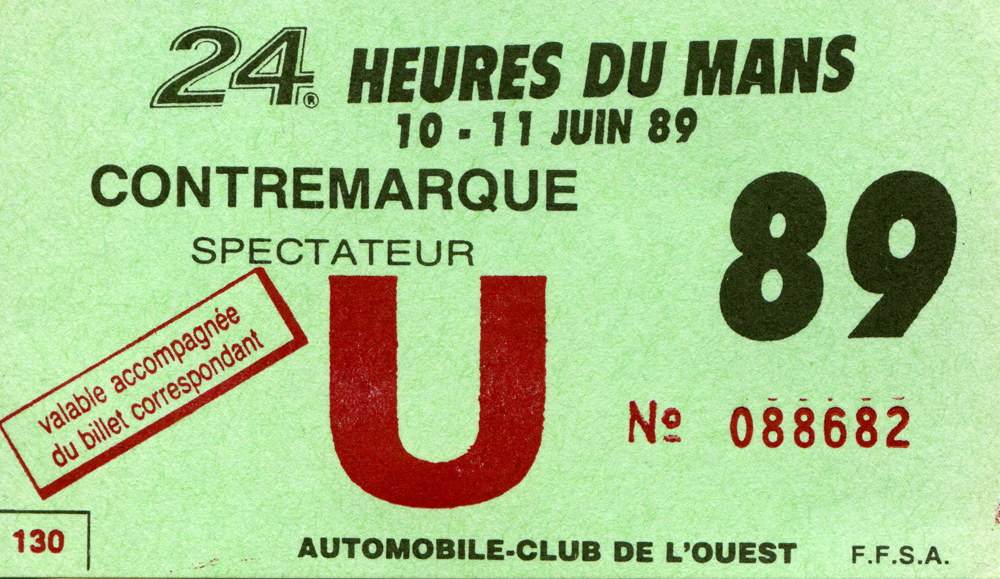 24® HEURES DU MANS
10 - 11 JUIN 89
CONTREMARQUE
SPECTATEUR
89
valable accompagnée
du billet correspondant
U
Nº 088682
130
AUTOMOBILE-CLUB DE L'OUEST
F.F.S.A.